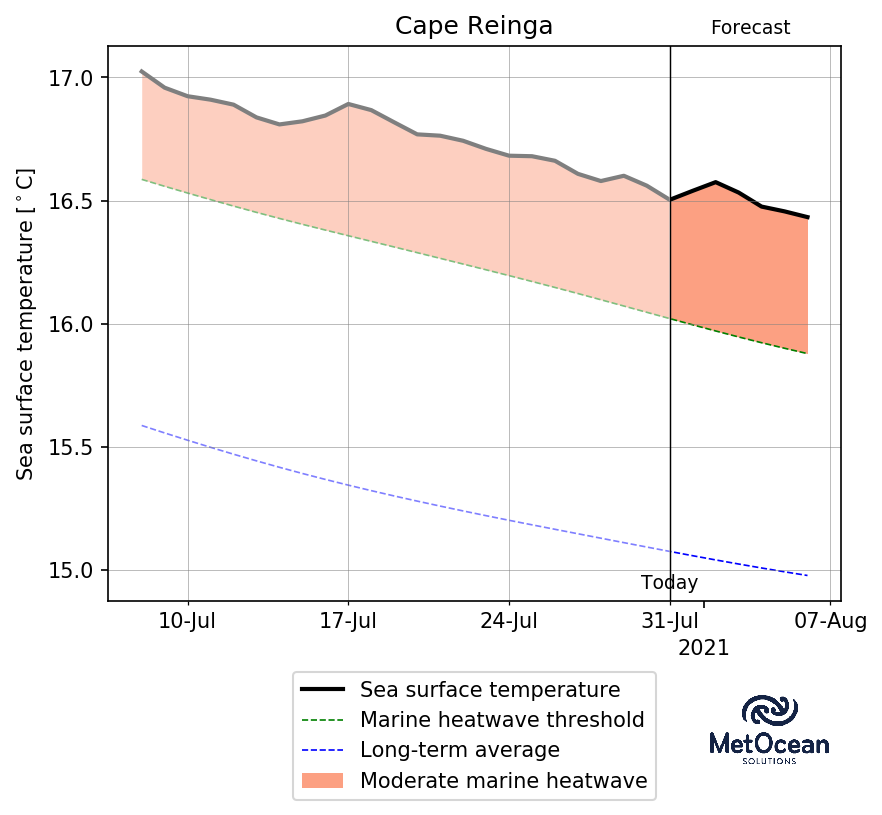 Cape Reinga
Forecast
17.0
16.5
16.0
15.5
15.0
Sea surface temperature [°C]
Today
10-Jul 17-Jul 24-Jul 31-Jul 07-Aug
2021
Sea surface temperature
Marine heatwave threshold
Long-term average
Moderate marine heatwave
MetOcean
SOLUTIONS